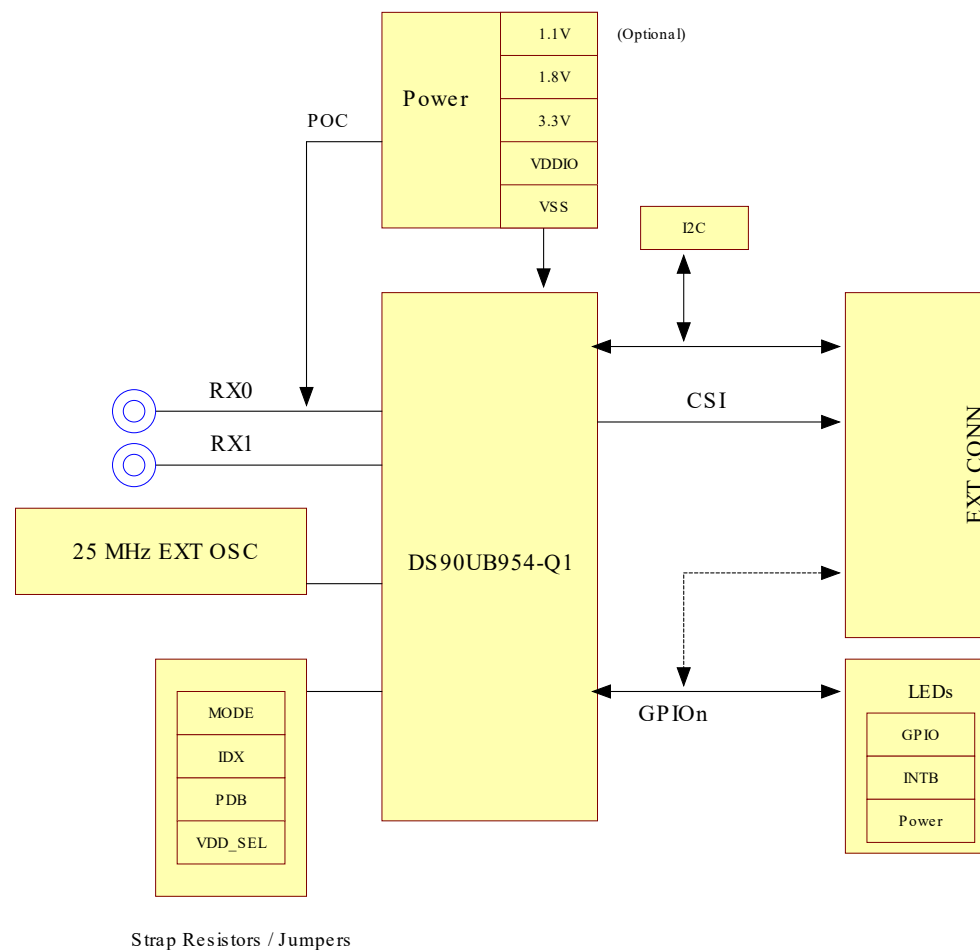 1.1V
(Optional)
1.8V
Power
3.3V
POC
VDDIO
VSS
I2C
RX0
CSI
RX1
EXT CONN
25 MHz EXT OSC
DS90UB954-Q1
LEDs
MODE
GPIOn
GPIO
IDX
INTB
PDB
Power
VDD_SEL
Strap Resistors / Jumpers